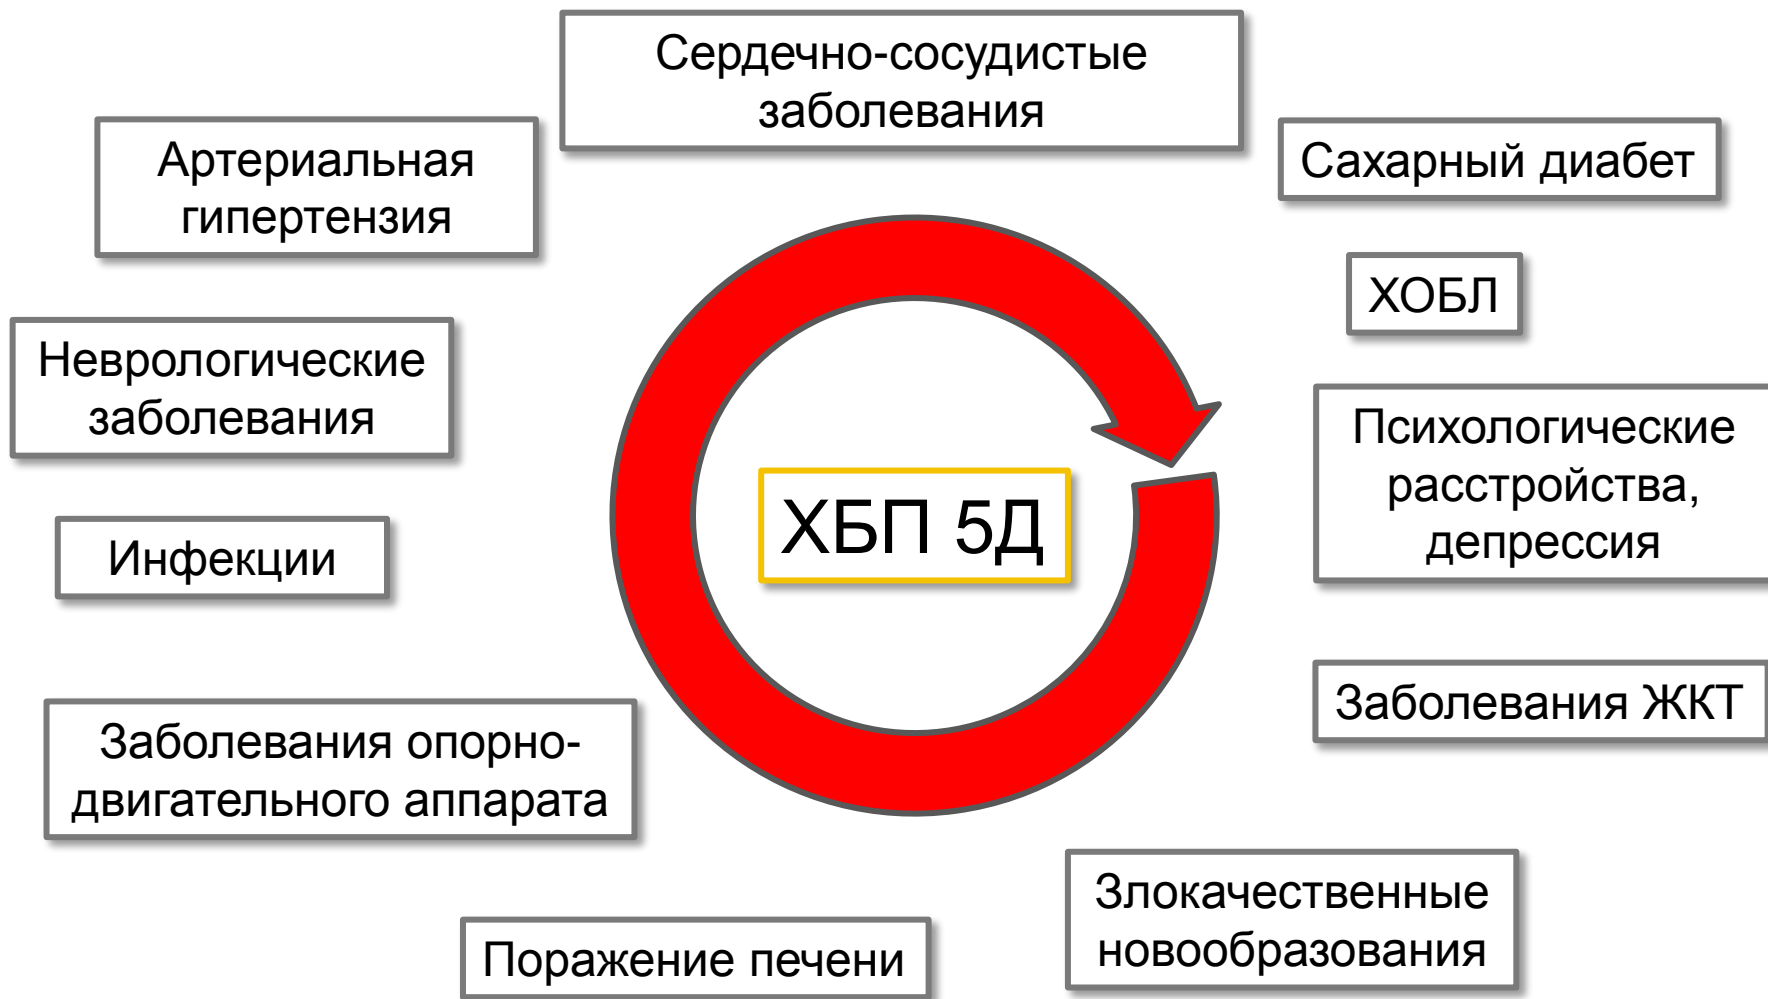 Сердечно-сосудистые
заболевания
Артериальная
гипертензия
Сахарный диабет
ХОБЛ
Неврологические
заболевания
Психологические
расстройства,
депрессия
ХБП 5Д
Инфекции
Заболевания ЖКТ
Заболевания опорно-
двигательного аппарата
Злокачественные
новообразования
Поражение печени